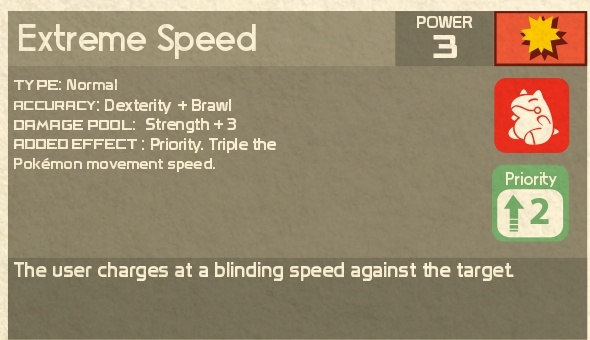 Extreme Speed
POWER
3
TYPE: Normal
ACCURACY: Dexterity + Brawl
DAMAGE POOL: Strength + 3
ADDED EFFECT : Priority. Triple the
Pokémon movement speed.
Priority
2
The user charges at a blinding speed against the target.